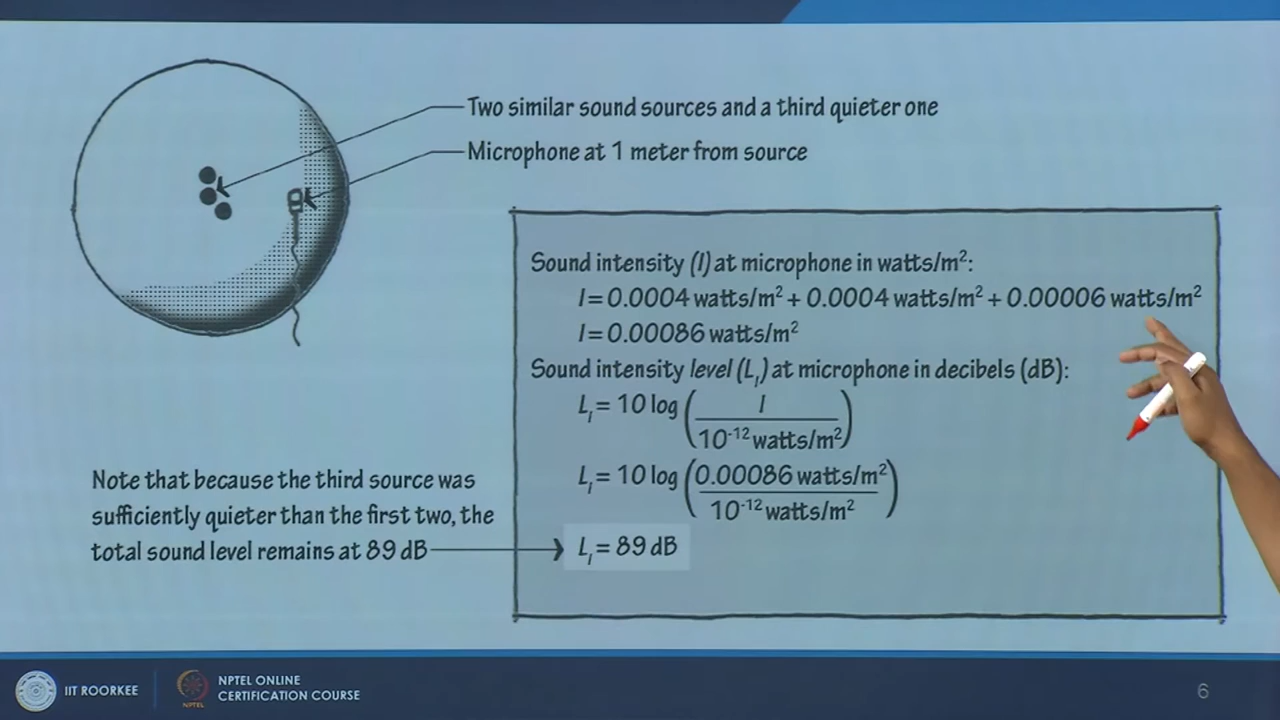 Two similar sound sources and a third quieter one
Microphone at 1 meter from source
Sound intensity (I) at microphone in watts/m²:
I = 0.0004 watts/m² + 0.0004 watts/m² + 0.00006 watts/m²
I = 0.00086 watts/m²
Sound intensity level (L_I) at microphone in decibels (dB):
L_I = 10 log (I / 10⁻¹² watts/m²)
L_I = 10 log (0.00086 watts/m² / 10⁻¹² watts/m²)
L_I = 89 dB
Note that because the third source was
sufficiently quieter than the first two, the
total sound level remains at 89 dB
IIT ROORKEE
NPTEL
NPTEL ONLINE
CERTIFICATION COURSE
6